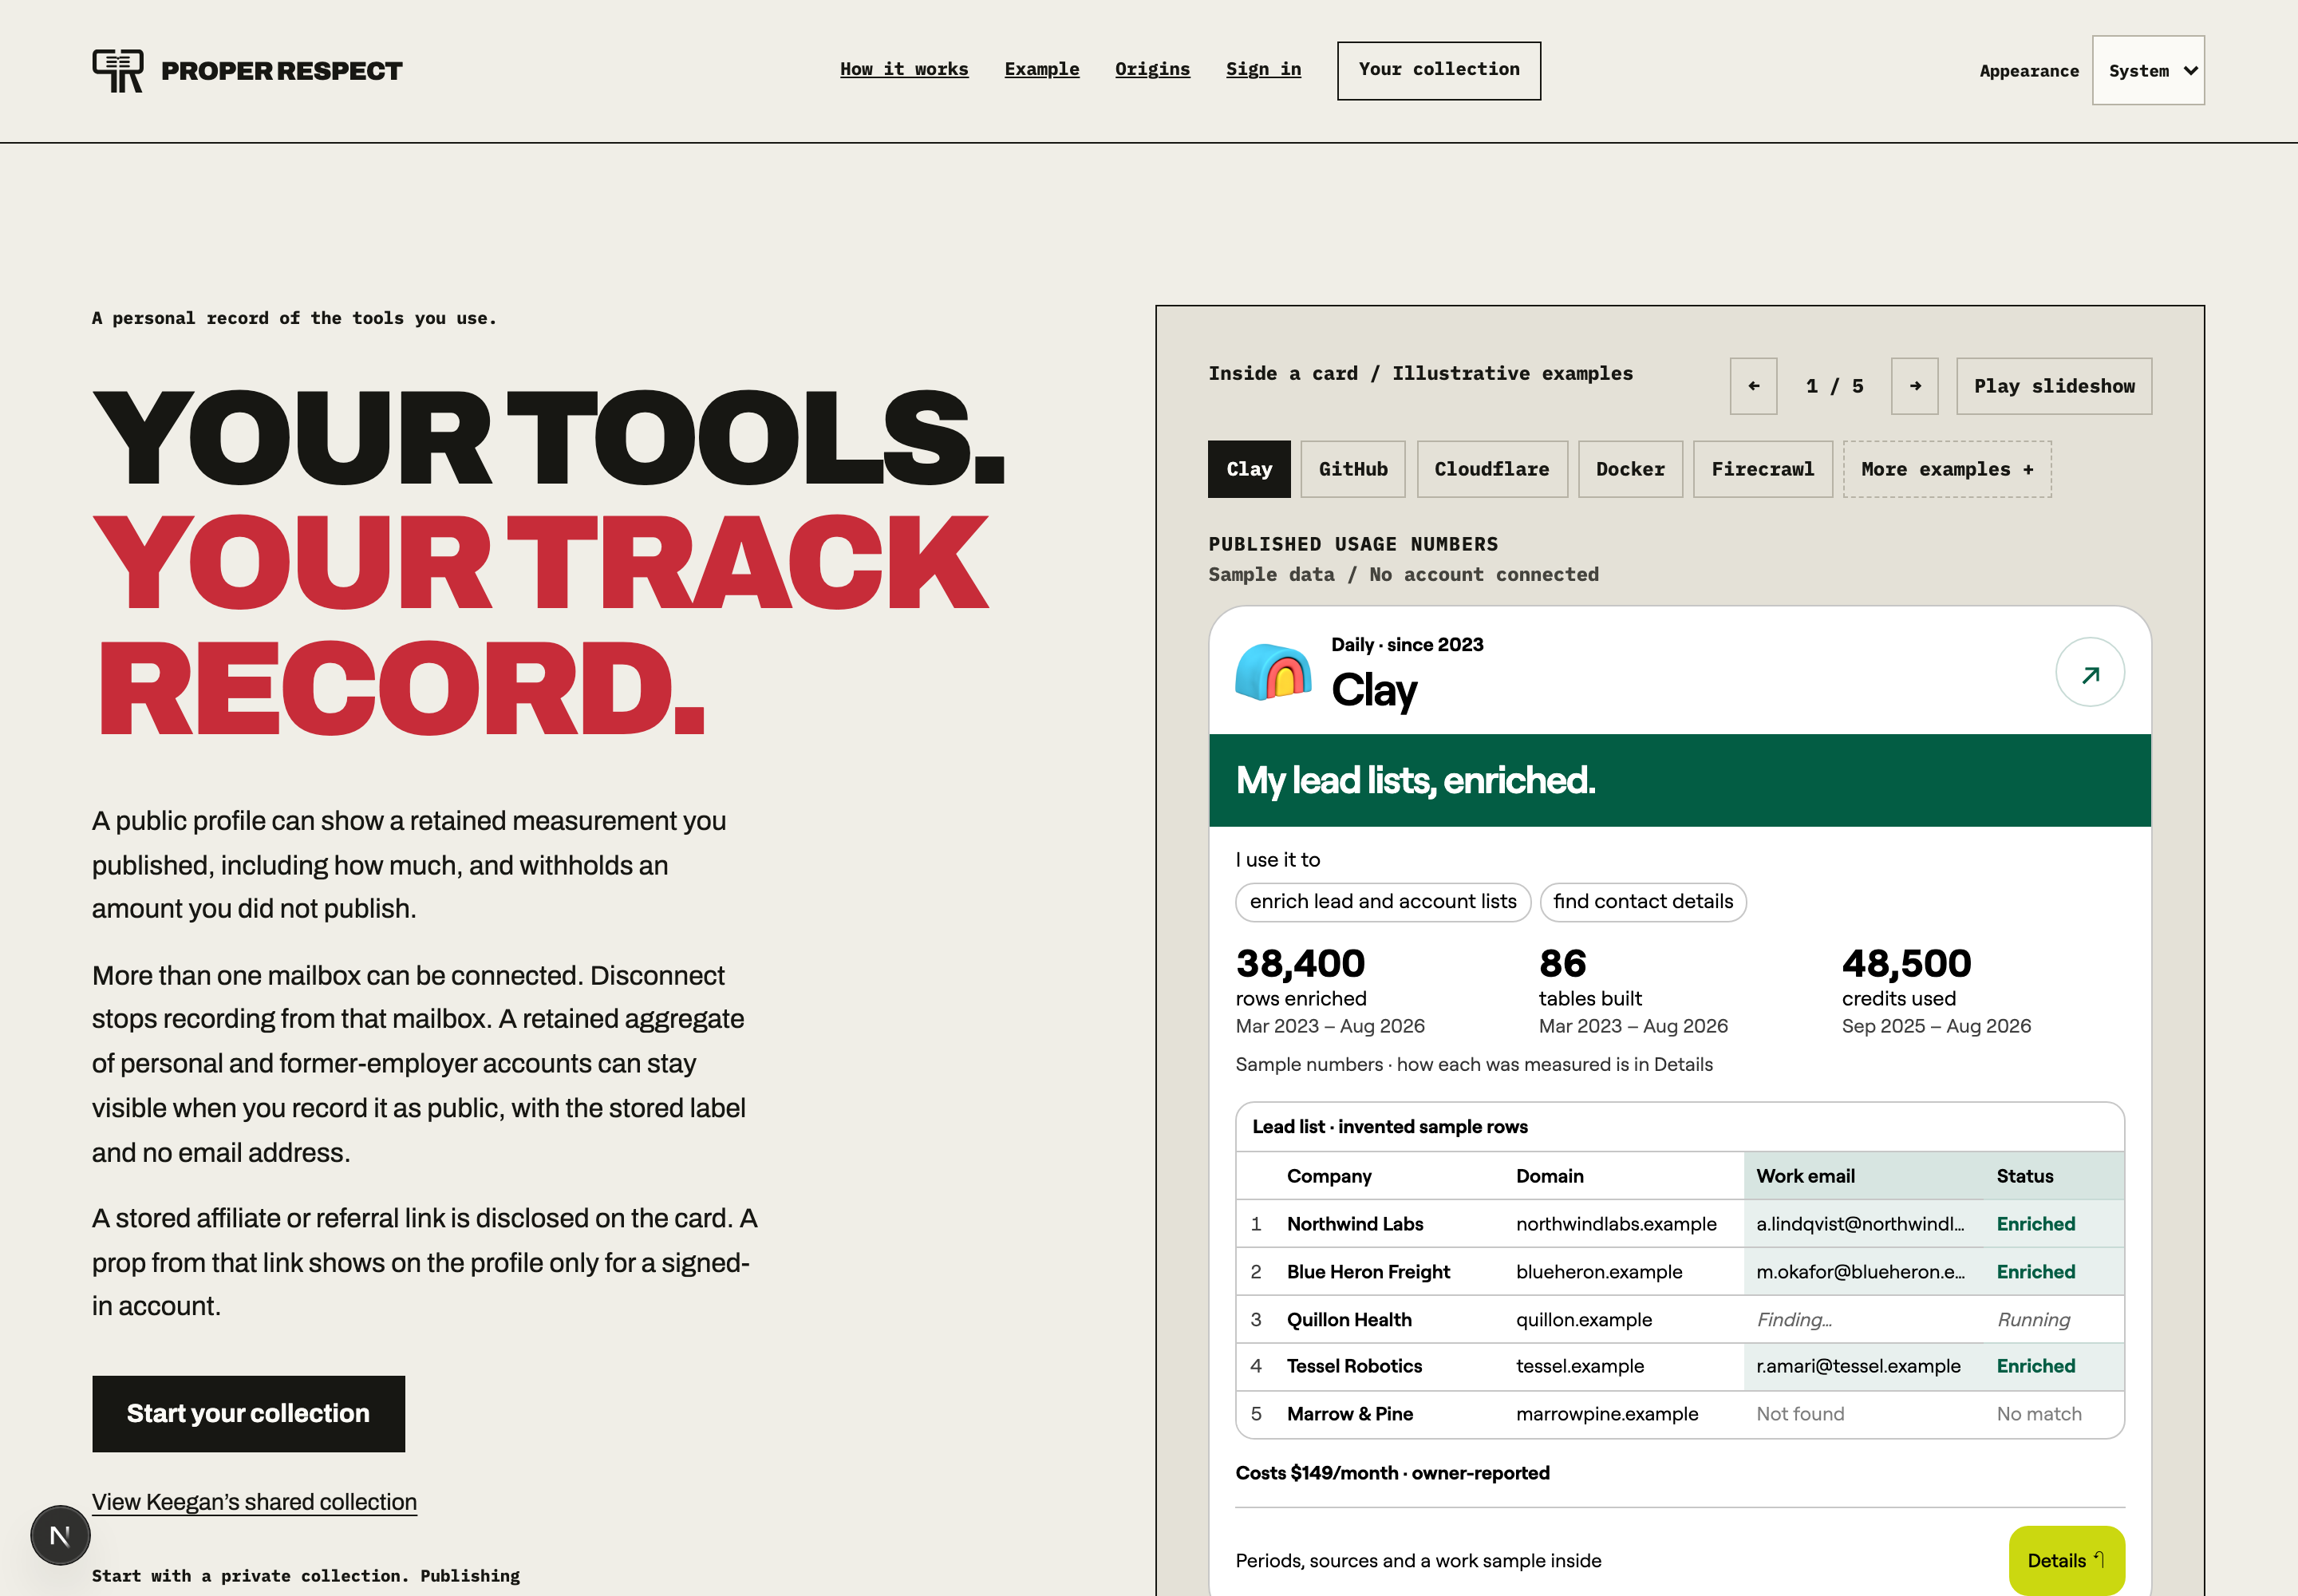 PROPER RESPECT
How it works
Example
Origins
Sign in
Your collection
Appearance
System
A personal record of the tools you use.
YOUR TOOLS.
YOUR TRACK
RECORD.
A public profile can show a retained measurement you
published, including how much, and withholds an
amount you did not publish.
More than one mailbox can be connected. Disconnect
stops recording from that mailbox. A retained aggregate
of personal and former-employer accounts can stay
visible when you record it as public, with the stored label
and no email address.
A stored affiliate or referral link is disclosed on the card. A
prop from that link shows on the profile only for a signed-
in account.
Start your collection
View Keegan’s shared collection
N
Start with a private collection. Publishing
Inside a card / Illustrative examples
← 1 / 5 →
Play slideshow
Clay
GitHub
Cloudflare
Docker
Firecrawl
More examples +
PUBLISHED USAGE NUMBERS
Sample data / No account connected
Daily · since 2023
Clay
My lead lists, enriched.
I use it to
enrich lead and account lists
find contact details
38,400
rows enriched
Mar 2023 – Aug 2026
86
tables built
Mar 2023 – Aug 2026
48,500
credits used
Sep 2025 – Aug 2026
Sample numbers · how each was measured is in Details
Lead list · invented sample rows
Company Domain Work email Status
1 Northwind Labs northwindlabs.example a.lindqvist@northwindl... Enriched
2 Blue Heron Freight blueheron.example m.okafor@blueheron.e... Enriched
3 Quillon Health quillon.example Finding... Running
4 Tessel Robotics tessel.example r.amari@tessel.example Enriched
5 Marrow & Pine marrowpine.example Not found No match
Costs $149/month · owner-reported
Periods, sources and a work sample inside
Details